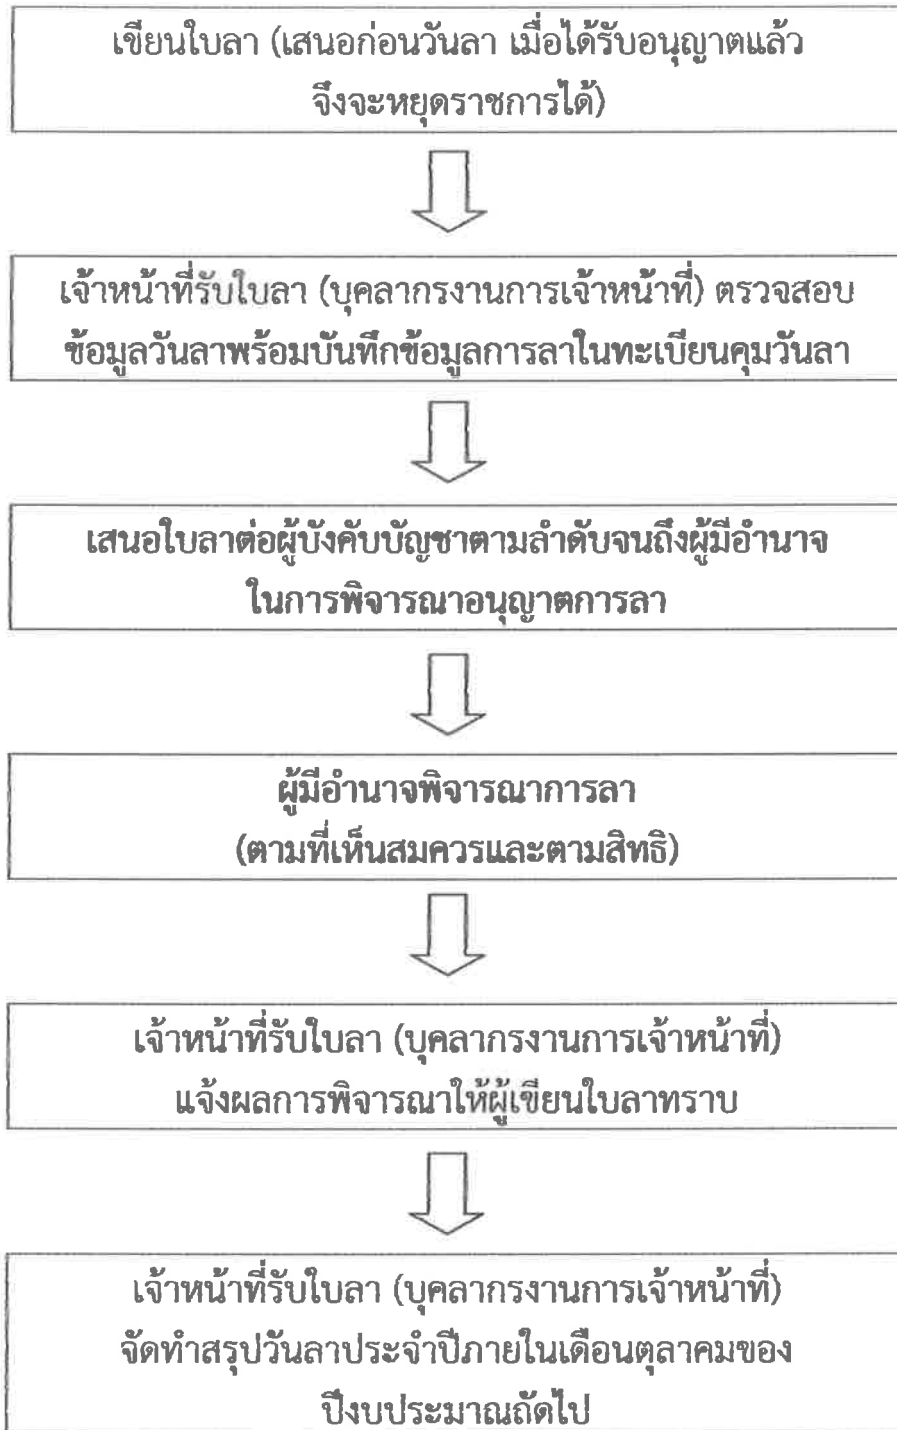 เขียนใบลา (เสนอก่อนวันลา เมื่อได้รับอนุญาตแล้ว
จึงจะหยุดราชการได้)
เจ้าหน้าที่รับใบลา (บุคลากรงานการเจ้าหน้าที่) ตรวจสอบ
ข้อมูลวันลาพร้อมบันทึกข้อมูลการลาในทะเบียนคุมวันลา
เสนอใบลาต่อผู้บังคับบัญชาตามลำดับจนถึงผู้มีอำนาจ
ในการพิจารณาอนุญาตการลา
ผู้มีอำนาจพิจารณาการลา
(ตามที่เห็นสมควรและตามสิทธิ)
เจ้าหน้าที่รับใบลา (บุคลากรงานการเจ้าหน้าที่)
แจ้งผลการพิจารณาให้ผู้เขียนใบลาทราบ
เจ้าหน้าที่รับใบลา (บุคลากรงานการเจ้าหน้าที่)
จัดทำสรุปวันลาประจำปีภายในเดือนตุลาคมของ
ปีงบประมาณถัดไป